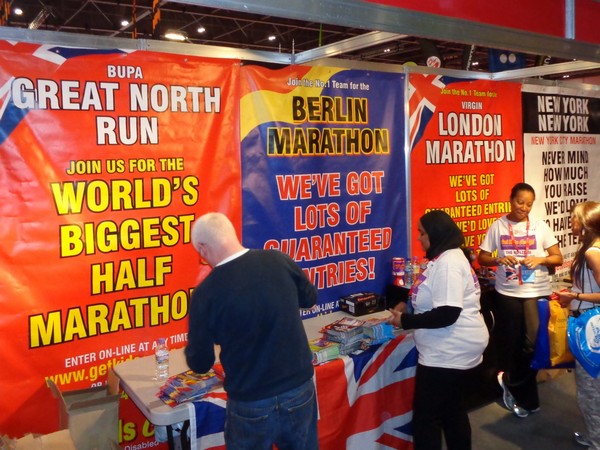 BUPA
GREAT NORTH
RUN
JOIN US FOR THE
WORLD'S
BIGGEST
HALF
MARATHON
ENTER ON-LINE AT ANY TIME
Join the No.1 Team for the
BERLIN
MARATHON
WE'VE GOT
LOTS OF
GUARANTEED
ENTRIES!
Join the No.1 Team for the
VIRGIN
LONDON
MARATHON
WE'VE GOT
LOTS OF
NEW YORK
NEW YORK
NEW YORK CITY MARATHON
NEVER MIND
HOW MUCH
YOU RAISE